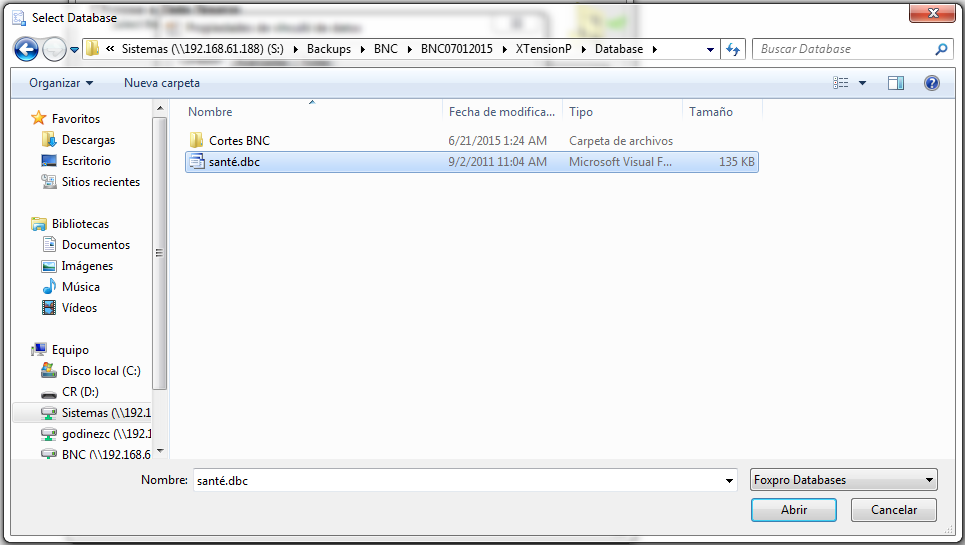 Select Database
« Sistemas (\\192.168.61.188) (S:) ▸ Backups ▸ BNC ▸ BNC07012015 ▸ XTensionP ▸ Database ▸
Buscar Database
Organizar
Nueva carpeta
Nombre
Fecha de modifica...
Tipo
Tamaño
Cortes BNC
6/21/2015 1:24 AM
Carpeta de archivos
santé.dbc
9/2/2011 11:04 AM
Microsoft Visual F...
135 KB
Favoritos
Descargas
Escritorio
Sitios recientes
Bibliotecas
Documentos
Imágenes
Música
Vídeos
Equipo
Disco local (C:)
CR (D:)
Sistemas (\\192.1
godinezc (\\192.1
BNC (\\192.168.6
Nombre:
santé.dbc
Foxpro Databases
Abrir
Cancelar